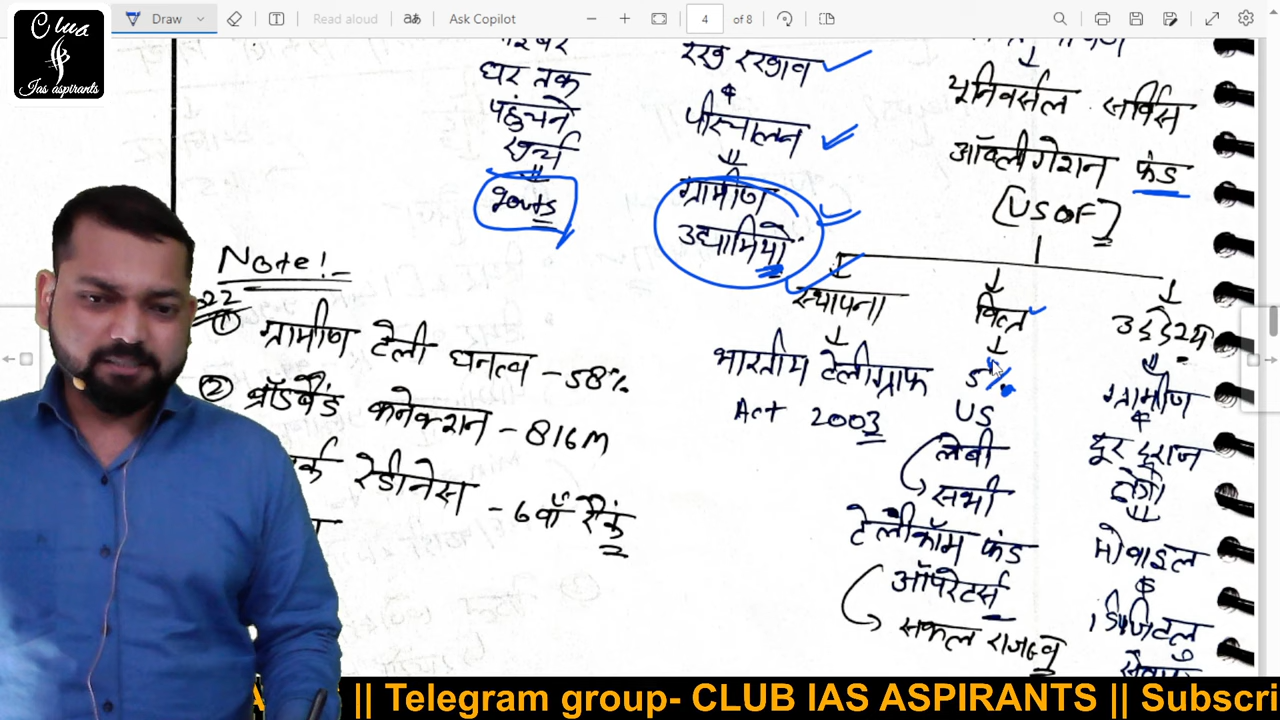 Club
Ias aspirants
Draw
Read aloud
Ask Copilot
4
of 8
घर तक
पहुंचने
खर्च
govts
रख रखाव
&
परिचालन
ग्रामीण
उद्यामियों
यूनिवर्सल सर्विस
ऑब्लीगेशन फंड
[USOF]
स्थापना
भारतीय टेलीग्राफ
Act 2003
वित्त
5%
US
लेबी
सभी
टेलीकॉम फंड
ऑपरेटर्स
सकल राजस्व
उद्देश्य
ग्रामीण
&
दूर दराज
क्षेत्रों
मोबाइल
&
डिजिटल
Note!
22
① ग्रामीण टेली घनत्व - 58%
② ब्रॉडबैंड कनेक्शन - 816M
र्क रेडीनेस - 6वाँ रैंक
|| Telegram group- CLUB IAS ASPIRANTS || Subscri